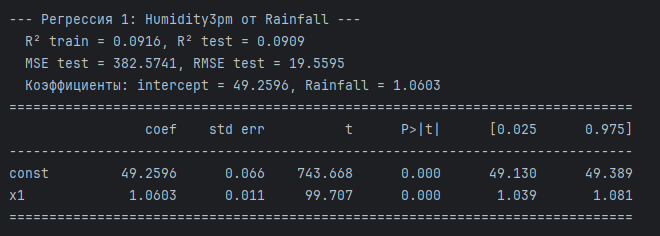 --- Регрессия 1: Humidity3pm от Rainfall ---
R² train = 0.0916, R² test = 0.0909
MSE test = 382.5741, RMSE test = 19.5595
Коэффициенты: intercept = 49.2596, Rainfall = 1.0603
==============================================================================
coef std err t P>|t| [0.025 0.975]
------------------------------------------------------------------------------
const 49.2596 0.066 743.668 0.000 49.130 49.389
x1 1.0603 0.011 99.707 0.000 1.039 1.081
==============================================================================